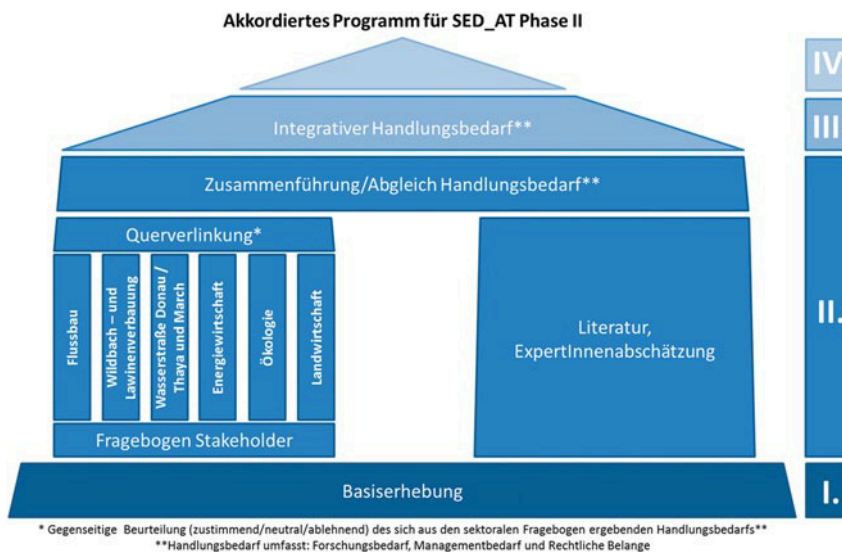 Akkordiertes Programm für SED_AT Phase II
IV
Integrativer Handlungsbedarf**
III
Zusammenführung/Abgleich Handlungsbedarf**
Querverlinkung*
Flussbau
Wildbach – und
Lawinenverbauung
Wasserstraße Donau /
Thaya und March
Energiewirtschaft
Ökologie
Landwirtschaft
Literatur,
ExpertInnenabschätzung
II.
Fragebogen Stakeholder
Basiserhebung
I.
* Gegenseitige Beurteilung (zustimmend/neutral/ablehnend) des sich aus den sektoralen Fragebogen ergebenden Handlungsbedarfs**
**Handlungsbedarf umfasst: Forschungsbedarf, Managementbedarf und Rechtliche Belange